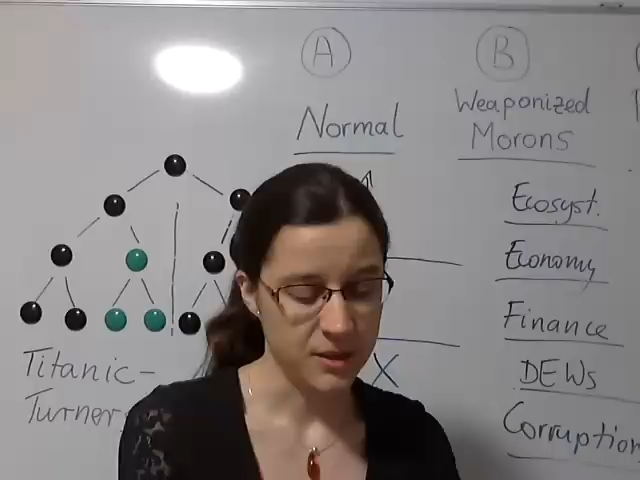 A
B
Normal
Weaponized
Morons
Ecosyst.
Economy
Finance
X
DEWs
Corruption
Titanic-
Turner